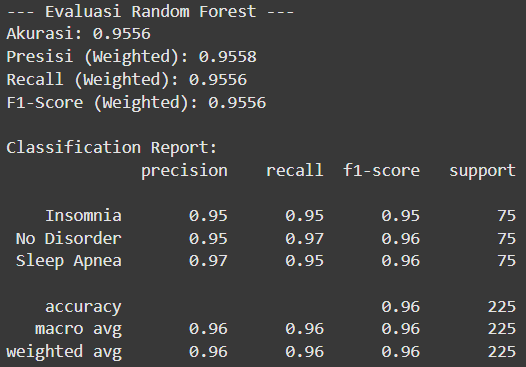 --- Evaluasi Random Forest ---
Akurasi: 0.9556
Presisi (Weighted): 0.9558
Recall (Weighted): 0.9556
F1-Score (Weighted): 0.9556
Classification Report:
precision recall f1-score support
Insomnia 0.95 0.95 0.95 75
No Disorder 0.95 0.97 0.96 75
Sleep Apnea 0.97 0.95 0.96 75
accuracy 0.96 225
macro avg 0.96 0.96 0.96 225
weighted avg 0.96 0.96 0.96 225